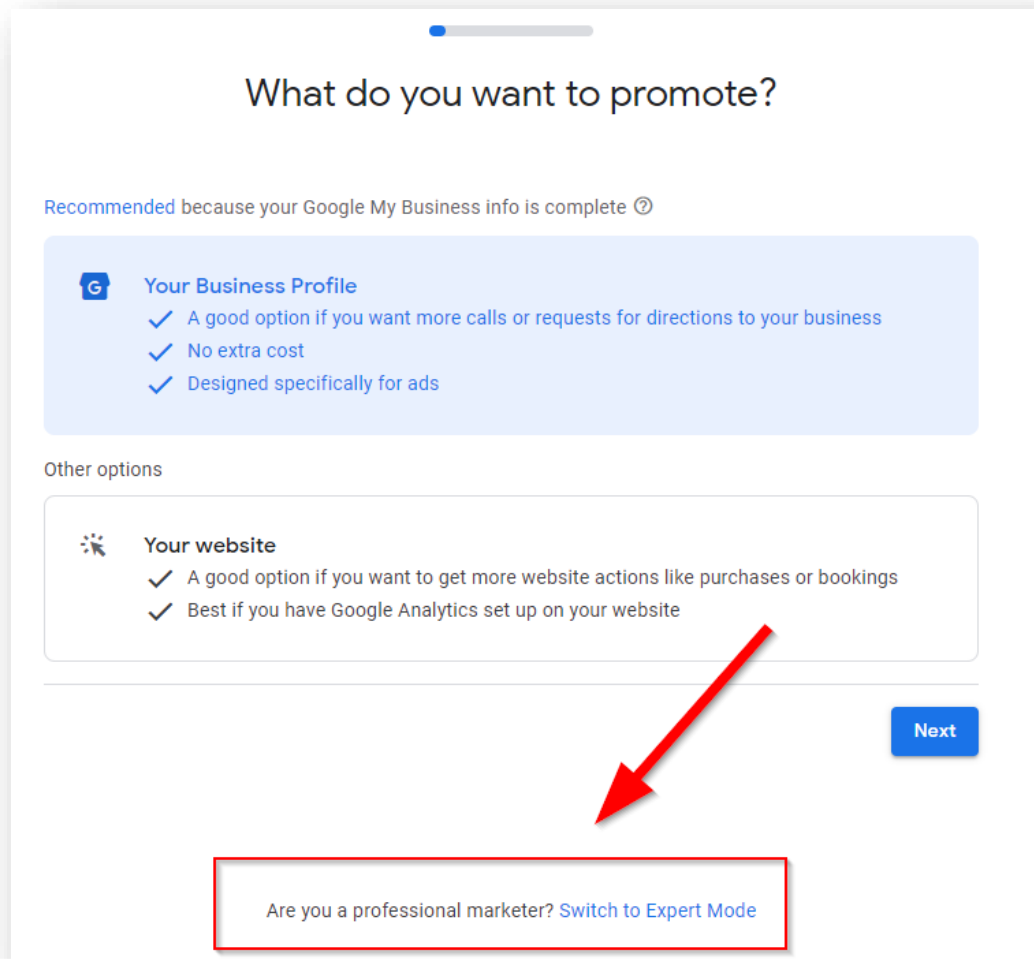 What do you want to promote?
Recommended because your Google My Business info is complete ?
G
Your Business Profile
A good option if you want more calls or requests for directions to your business
No extra cost
Designed specifically for ads
Other options
Your website
A good option if you want to get more website actions like purchases or bookings
Best if you have Google Analytics set up on your website
Next
Are you a professional marketer? Switch to Expert Mode